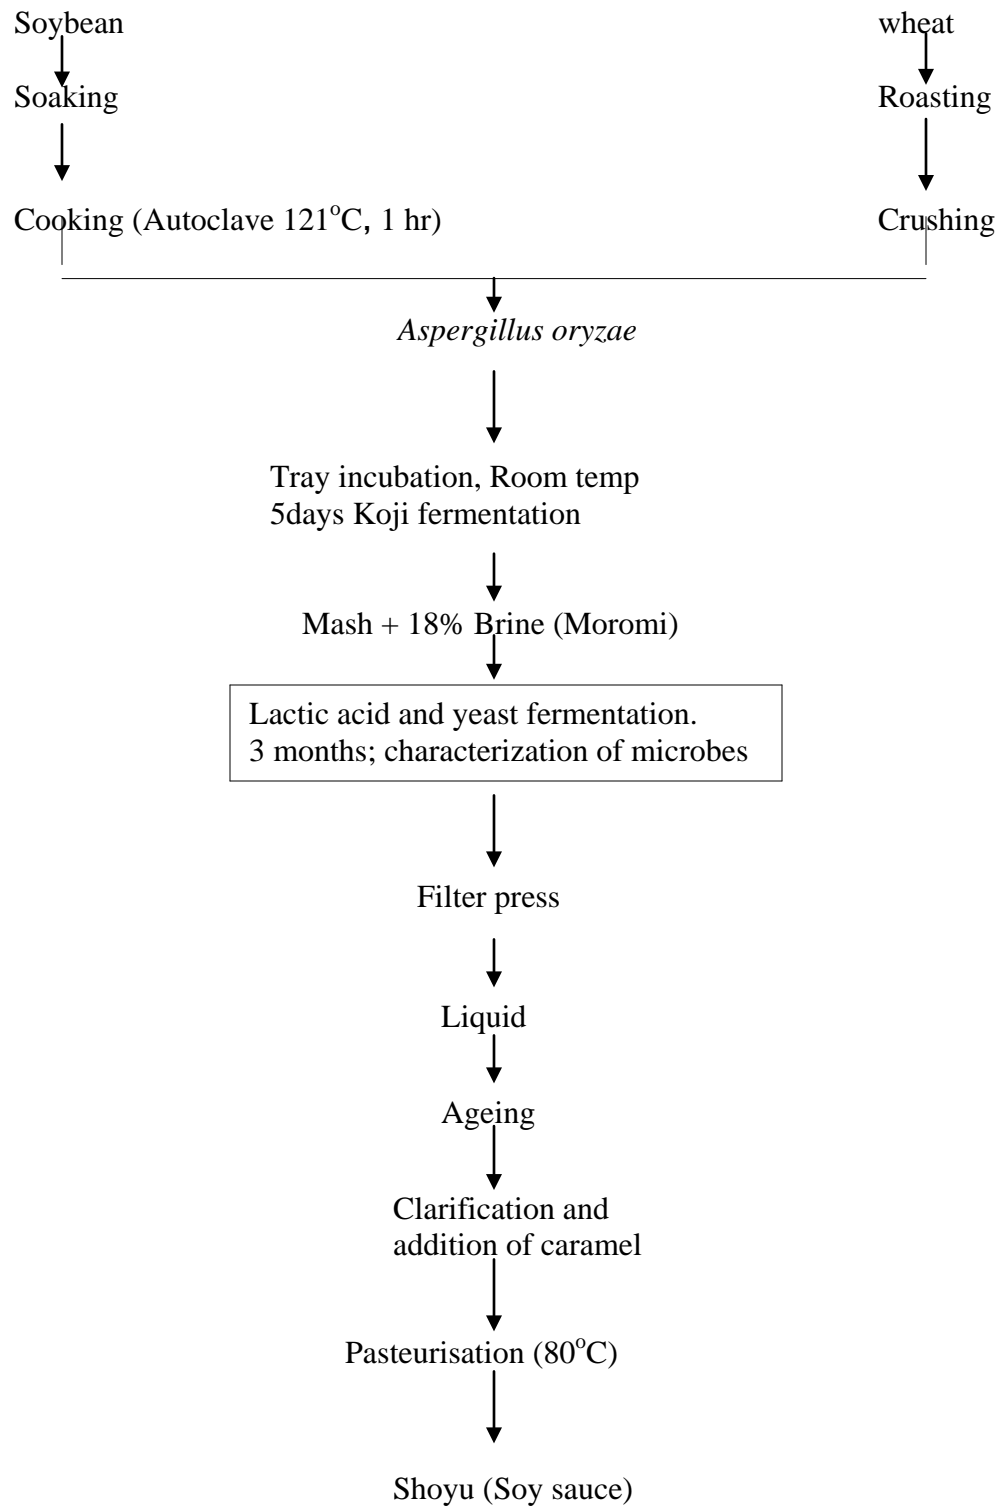 Soybean
wheat
Soaking
Roasting
Cooking (Autoclave 121°C, 1 hr)
Crushing
Aspergillus oryzae
Tray incubation, Room temp
5days Koji fermentation
Mash + 18% Brine (Moromi)
Lactic acid and yeast fermentation.
3 months; characterization of microbes
Filter press
Liquid
Ageing
Clarification and
addition of caramel
Pasteurisation (80°C)
Shoyu (Soy sauce)